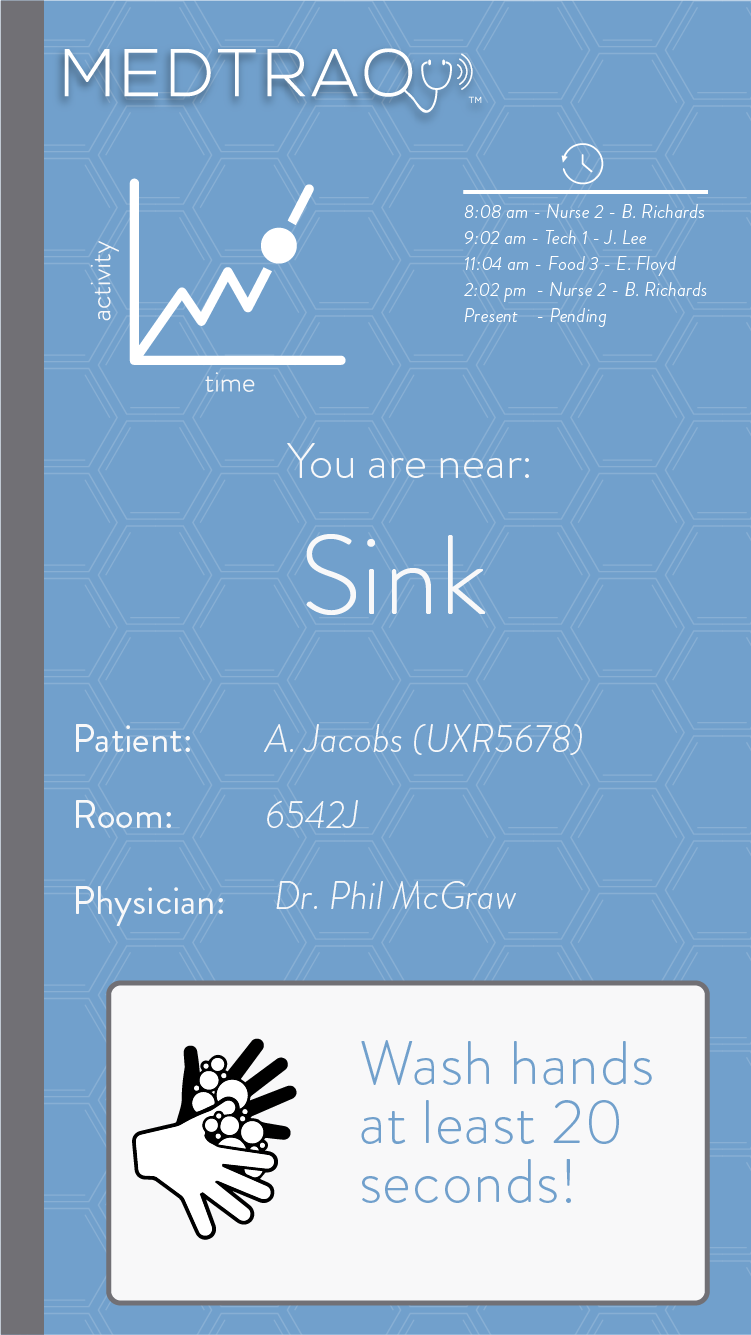 MEDTRAQ ™
8:08 am - Nurse 2 - B. Richards
9:02 am - Tech 1 - J. Lee
11:04 am - Food 3 - E. Floyd
2:02 pm - Nurse 2 - B. Richards
Present - Pending
activity
time
You are near:
Sink
Patient: A. Jacobs (UXR5678)
Room: 6542J
Physician: Dr. Phil McGraw
Wash hands
at least 20
seconds!